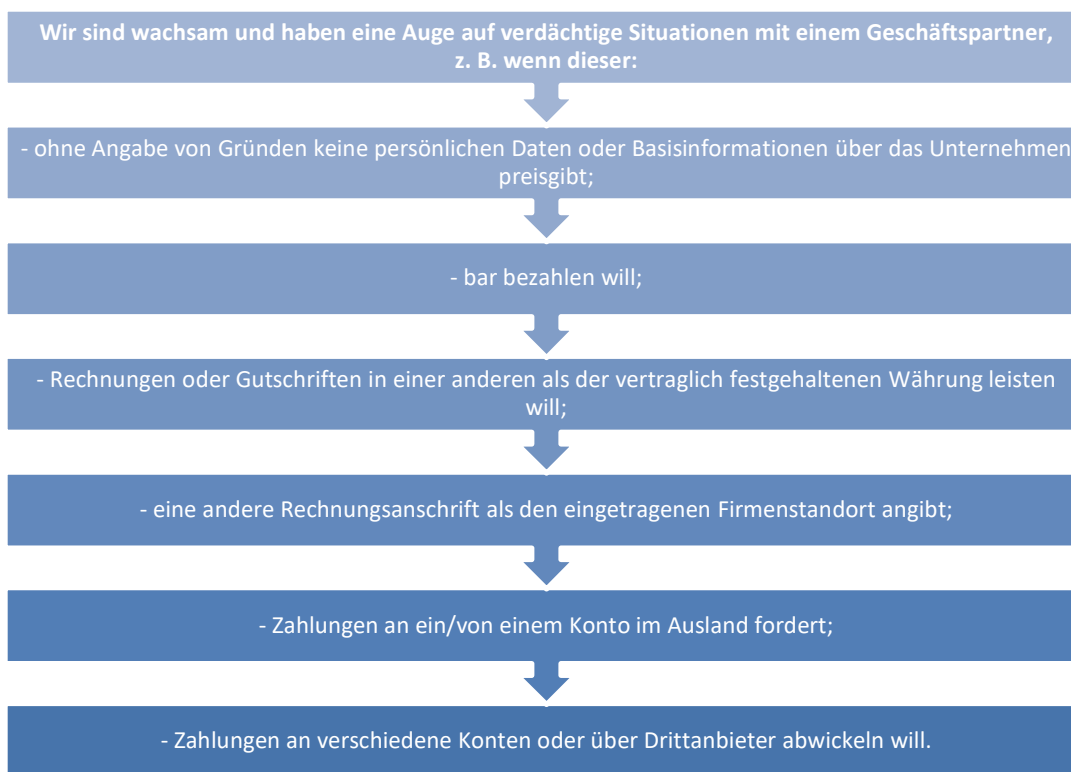 Wir sind wachsam und haben eine Auge auf verdächtige Situationen mit einem Geschäftspartner,
z. B. wenn dieser:
- ohne Angabe von Gründen keine persönlichen Daten oder Basisinformationen über das Unternehmen
preisgibt;
- bar bezahlen will;
- Rechnungen oder Gutschriften in einer anderen als der vertraglich festgehaltenen Währung leisten
will;
- eine andere Rechnungsanschrift als den eingetragenen Firmenstandort angibt;
- Zahlungen an ein/von einem Konto im Ausland fordert;
- Zahlungen an verschiedene Konten oder über Drittanbieter abwickeln will.